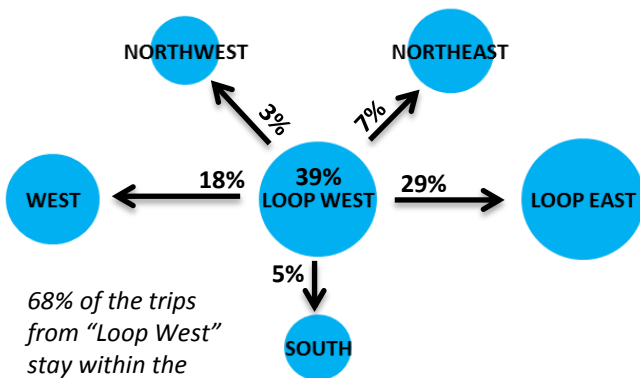 NORTHWEST
NORTHEAST
3%
7%
18%
39%
29%
WEST
LOOP WEST
LOOP EAST
5%
68% of the trips
from “Loop West”
stay within the
SOUTH